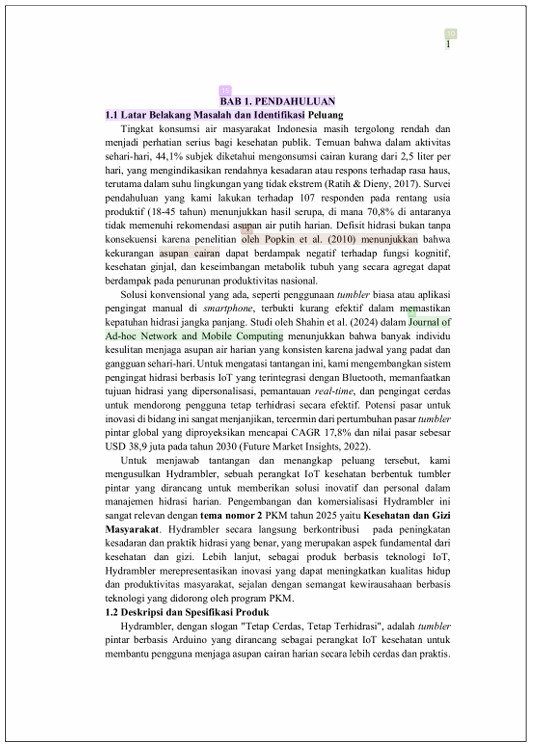 10
1
15
BAB 1. PENDAHULUAN
1.1 Latar Belakang Masalah dan Identifikasi Peluang
Tingkat konsumsi air masyarakat Indonesia masih tergolong rendah dan
menjadi perhatian serius bagi kesehatan publik. Temuan bahwa dalam aktivitas
sehari-hari, 44,1% subjek diketahui mengonsumsi cairan kurang dari 2,5 liter per
hari, yang mengindikasikan rendahnya kesadaran atau respons terhadap rasa haus,
terutama dalam suhu lingkungan yang tidak ekstrem (Ratih & Dieny, 2017). Survei
pendahuluan yang kami lakukan terhadap 107 responden pada rentang usia
produktif (18-45 tahun) menunjukkan hasil serupa, di mana 70,8% di antaranya
tidak memenuhi rekomendasi asupan air putih harian. Defisit hidrasi bukan tanpa
konsekuensi karena penelitian oleh Popkin et al. (2010) menunjukkan bahwa
kekurangan asupan cairan dapat berdampak negatif terhadap fungsi kognitif,
kesehatan ginjal, dan keseimbangan metabolik tubuh yang secara agregat dapat
berdampak pada penurunan produktivitas nasional.
Solusi konvensional yang ada, seperti penggunaan tumbler biasa atau aplikasi
pengingat manual di smartphone, terbukti kurang efektif dalam memastikan
kepatuhan hidrasi jangka panjang. Studi oleh Shahin et al. (2024) dalam Journal of
Ad-hoc Network and Mobile Computing menunjukkan bahwa banyak individu
kesulitan menjaga asupan air harian yang konsisten karena jadwal yang padat dan
gangguan sehari-hari. Untuk mengatasi tantangan ini, kami mengembangkan sistem
pengingat hidrasi berbasis IoT yang terintegrasi dengan Bluetooth, memanfaatkan
tujuan hidrasi yang dipersonalisasi, pemantauan real-time, dan pengingat cerdas
untuk mendorong pengguna tetap terhidrasi secara efektif. Potensi pasar untuk
inovasi di bidang ini sangat menjanjikan, tercermin dari pertumbuhan pasar tumbler
pintar global yang diproyeksikan mencapai CAGR 17,8% dan nilai pasar sebesar
USD 38,9 juta pada tahun 2030 (Future Market Insights, 2022).
Untuk menjawab tantangan dan menangkap peluang tersebut, kami
mengusulkan Hydrambler, sebuah perangkat IoT kesehatan berbentuk tumbler
pintar yang dirancang untuk memberikan solusi inovatif dan personal dalam
manajemen hidrasi harian. Pengembangan dan komersialisasi Hydrambler ini
sangat relevan dengan tema nomor 2 PKM tahun 2025 yaitu Kesehatan dan Gizi
Masyarakat. Hydrambler secara langsung berkontribusi pada peningkatan
kesadaran dan praktik hidrasi yang benar, yang merupakan aspek fundamental dari
kesehatan dan gizi. Lebih lanjut, sebagai produk berbasis teknologi IoT,
Hydrambler merepresentasikan inovasi yang dapat meningkatkan kualitas hidup
dan produktivitas masyarakat, sejalan dengan semangat kewirausahaan berbasis
teknologi yang didorong oleh program PKM.
1.2 Deskripsi dan Spesifikasi Produk
Hydrambler, dengan slogan "Tetap Cerdas, Tetap Terhidrasi", adalah tumbler
pintar berbasis Arduino yang dirancang sebagai perangkat IoT kesehatan untuk
membantu pengguna menjaga asupan cairan harian secara lebih cerdas dan praktis.